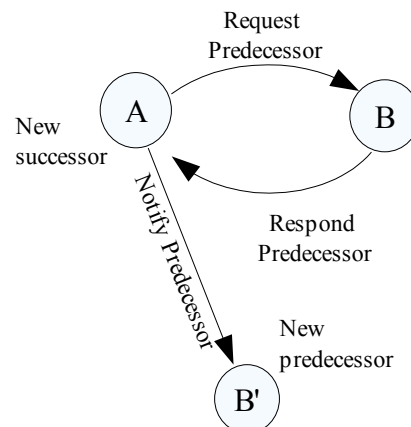 Request
Predecessor
A
B
New
successor
Notify Predecessor
Respond
Predecessor
New
predecessor
B'